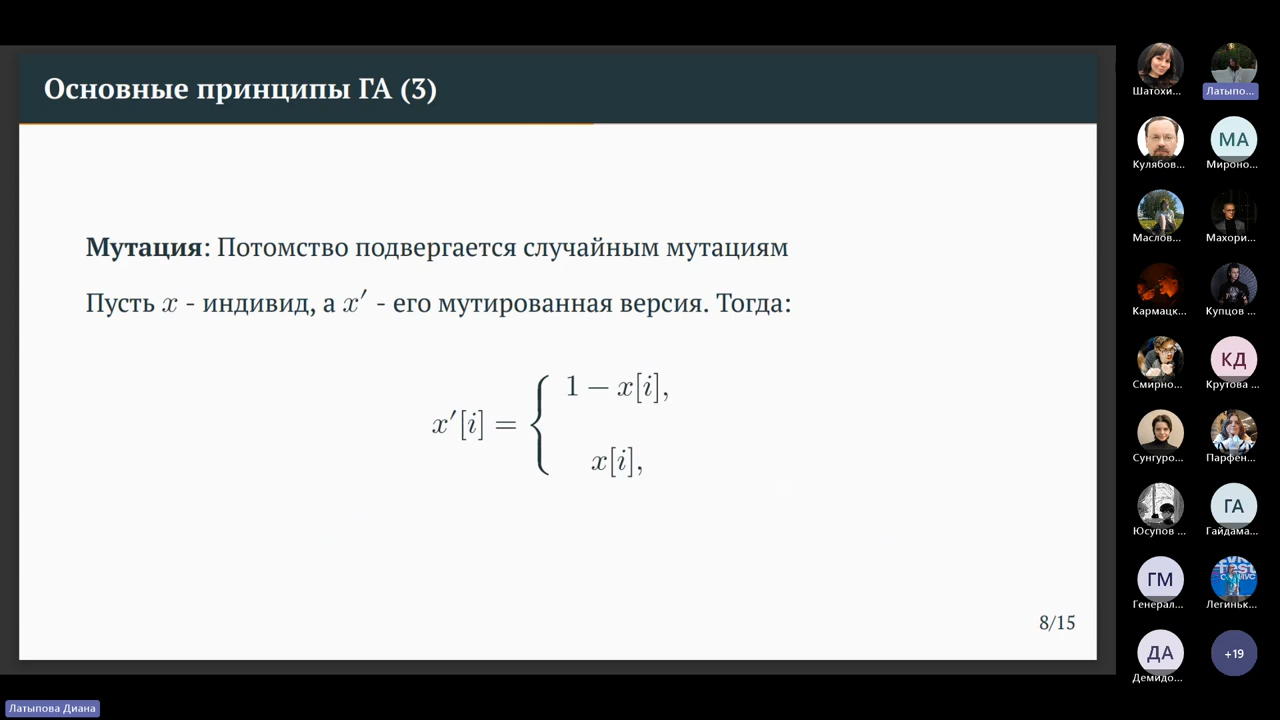 Основные принципы ГА (3)
Мутация: Потомство подвергается случайным мутациям
Пусть x - индивид, а x′ - его мутированная версия. Тогда:
x′[i] = { 1 − x[i],
x[i],
8/15
Шатохи...
Латыпо...
Кулябов...
МА
Мироно...
Маслов...
Махори...
Кармацк...
Купцов ...
Смирно...
КД
Крутова ...
Сунгуро...
Парфен...
Юсупов ...
ГА
Гайдама...
ГМ
Генерал...
Легиньк...
ДА
Демидо...
+19
Латыпова Диана